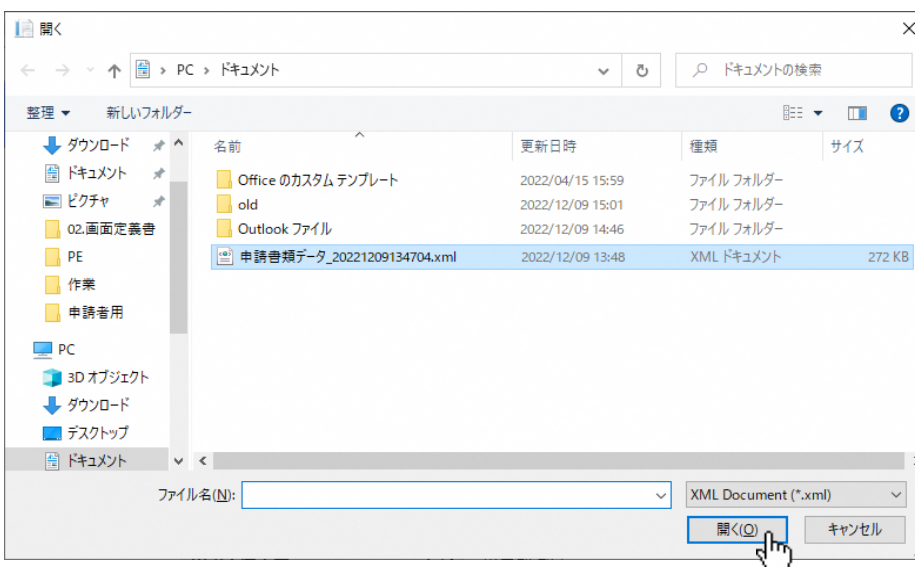 開く
PC › ドキュメント
ドキュメントの検索
整理
新しいフォルダー
ダウンロード
ドキュメント
ピクチャ
02.画面定義書
PE
作業
申請者用
PC
3D オブジェクト
ダウンロード
デスクトップ
ドキュメント
名前 更新日時 種類 サイズ
Office のカスタム テンプレート 2022/04/15 15:59 ファイル フォルダー
old 2022/12/09 15:01 ファイル フォルダー
Outlook ファイル 2022/12/09 14:46 ファイル フォルダー
申請書類データ_20221209134704.xml 2022/12/09 13:48 XML ドキュメント 272 KB
ファイル名(N):
XML Document (*.xml)
開く(O)
キャンセル